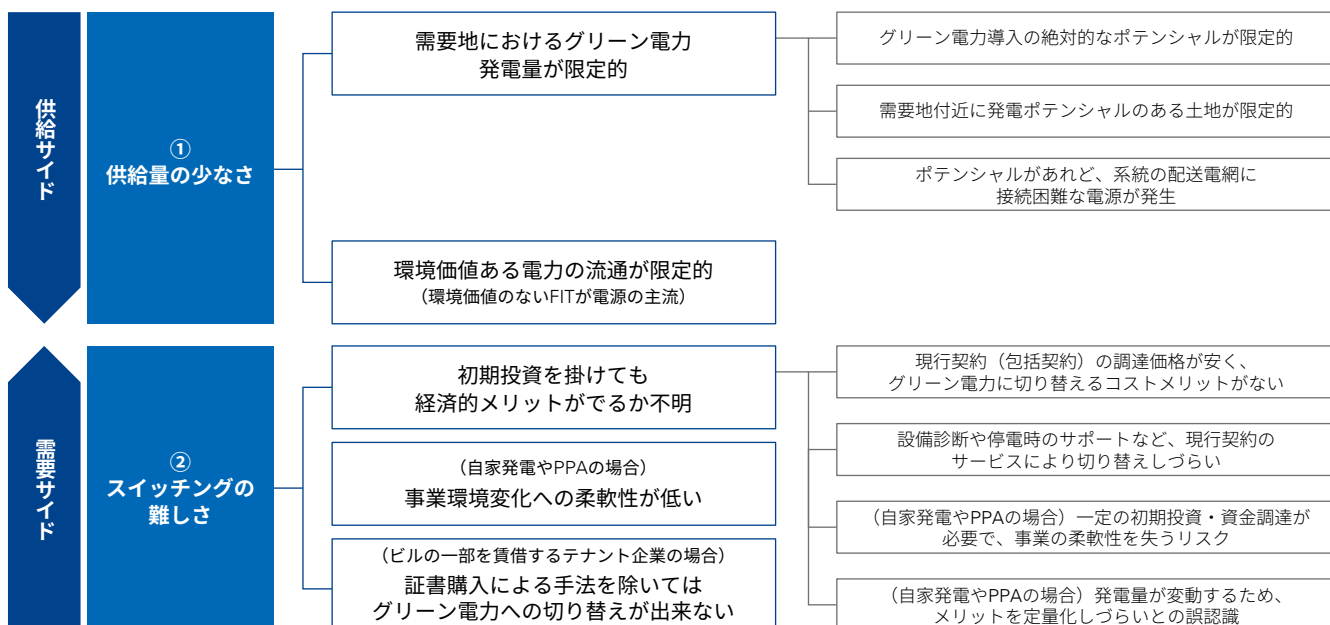 供給サイド
①
供給量の少なさ
需要地におけるグリーン電力
発電量が限定的
グリーン電力導入の絶対的なポテンシャルが限定的
需要地付近に発電ポテンシャルのある土地が限定的
ポテンシャルがあれど、系統の配送電網に
接続困難な電源が発生
環境価値ある電力の流通が限定的
（環境価値のないFITが電源の主流）
需要サイド
②
スイッチングの
難しさ
初期投資を掛けても
経済的メリットがでるか不明
現行契約（包括契約）の調達価格が安く、
グリーン電力に切り替えるコストメリットがない
設備診断や停電時のサポートなど、現行契約の
サービスにより切り替えしづらい
（自家発電やPPAの場合）一定の初期投資・資金調達が
必要で、事業の柔軟性を失うリスク
（自家発電やPPAの場合）発電量が変動するため、
メリットを定量化しづらいとの誤認識
（自家発電やPPAの場合）
事業環境変化への柔軟性が低い
（ビルの一部を賃借するテナント企業の場合）
証書購入による手法を除いては
グリーン電力への切り替えが出来ない